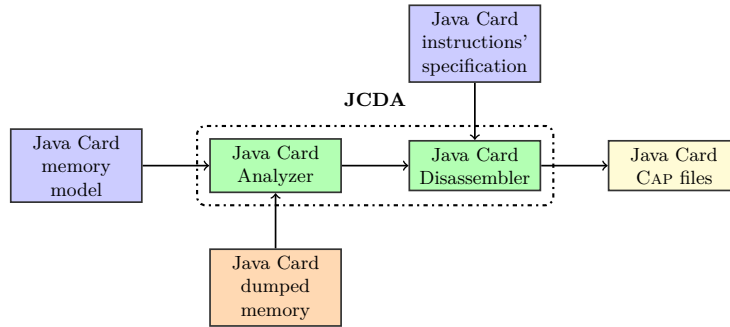 Java Card
instructions'
specification
JCDA
Java Card
memory
model
Java Card
Analyzer
Java Card
Disassembler
Java Card
CAP files
Java Card
dumped
memory